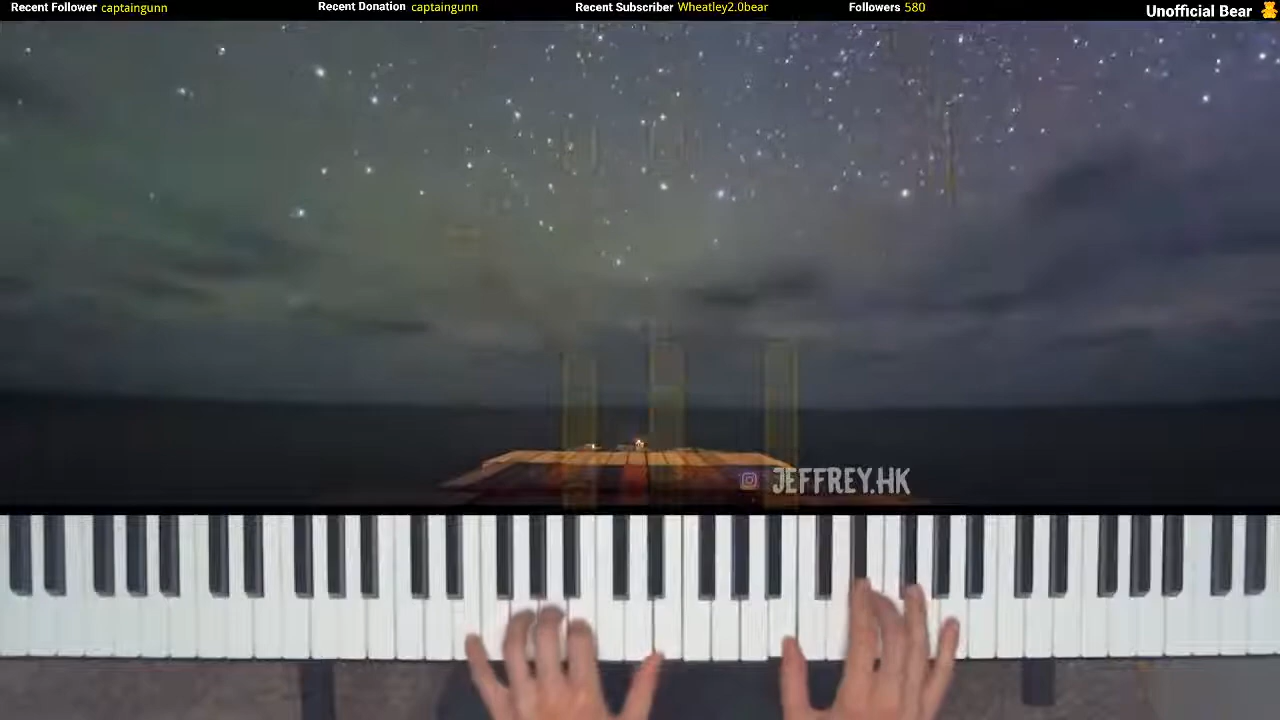 Recent Follower captaingunn
Recent Donation captaingunn
Recent Subscriber Wheatley2.0bear
Followers 580
Unofficial Bear
JEFFREY.HK